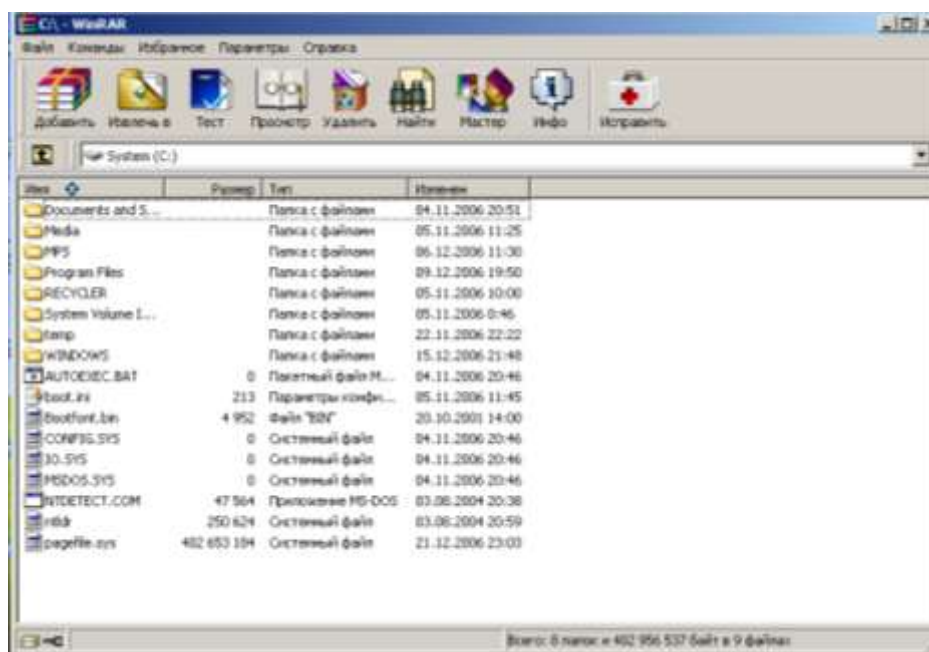 C:\ - WinRAR
Файл Команды Избранное Параметры Справка
Добавить Извлечь в Тест Просмотр Удалить Найти Мастер Инфо Исправить
System (C:)
Имя Размер Тип Изменен
Documents and S... Папка с файлами 04.11.2006 20:51
Media Папка с файлами 05.11.2006 11:25
Папка с файлами 06.12.2006 11:30
Program Files Папка с файлами 09.12.2006 19:50
RECYCLER Папка с файлами 05.11.2006 10:00
System Volume I... Папка с файлами 05.11.2006 0:46
temp Папка с файлами 22.11.2006 22:22
WINDOWS Папка с файлами 15.12.2006 21:48
AUTOEXEC.BAT 0 Пакетный файл M... 04.11.2006 20:46
boot.ini 213 Параметры конфи... 05.11.2006 11:45
Bootfont.bin 4 952 Файл "BIN" 20.10.2001 14:00
CONFIG.SYS 0 Системный файл 04.11.2006 20:46
IO.SYS 0 Системный файл 04.11.2006 20:46
MSDOS.SYS 0 Системный файл 04.11.2006 20:46
NTDETECT.COM 47 564 Приложение MS-DOS 03.08.2004 20:38
ntldr 250 624 Системный файл 03.08.2004 20:59
pagefile.sys 402 653 184 Системный файл 21.12.2006 23:03
Всего: 8 папок и 402 956 537 байт в 9 файлах